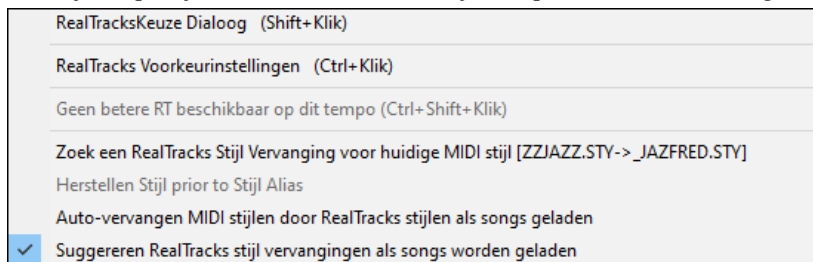 RealTracksKeuze Dialoog (Shift+Klik)
RealTracks Voorkeurinstellingen (Ctrl+Klik)
Geen betere RT beschikbaar op dit tempo (Ctrl+Shift+Klik)
Zoek een RealTracks Stijl Vervanging voor huidige MIDI stijl [ZZJAZZ.STY->_JAZFRED.STY]
Herstellen Stijl prior to Stijl Alias
Auto-vervangen MIDI stijlen door RealTracks stijlen als songs geladen
Suggereren RealTracks stijl vervangingen als songs worden geladen